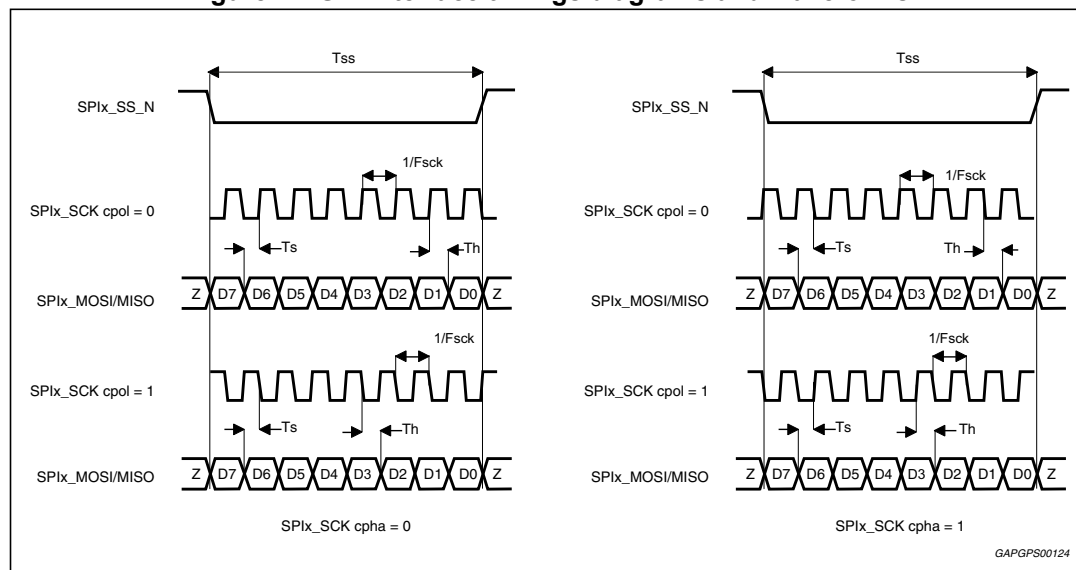 Tss
SPIx_SS_N
1/Fsck
SPIx_SCK cpol = 0
Ts
Th
SPIx_MOSI/MISO
Z D7 D6 D5 D4 D3 D2 D1 D0 Z
1/Fsck
SPIx_SCK cpol = 1
Ts
Th
SPIx_MOSI/MISO
Z D7 D6 D5 D4 D3 D2 D1 D0 Z
SPIx_SCK cpha = 0
Tss
SPIx_SS_N
1/Fsck
SPIx_SCK cpol = 0
Ts
Th
SPIx_MOSI/MISO
Z D7 D6 D5 D4 D3 D2 D1 D0 Z
1/Fsck
SPIx_SCK cpol = 1
Ts
Th
SPIx_MOSI/MISO
Z D7 D6 D5 D4 D3 D2 D1 D0 Z
SPIx_SCK cpha = 1
GAPGPS00124